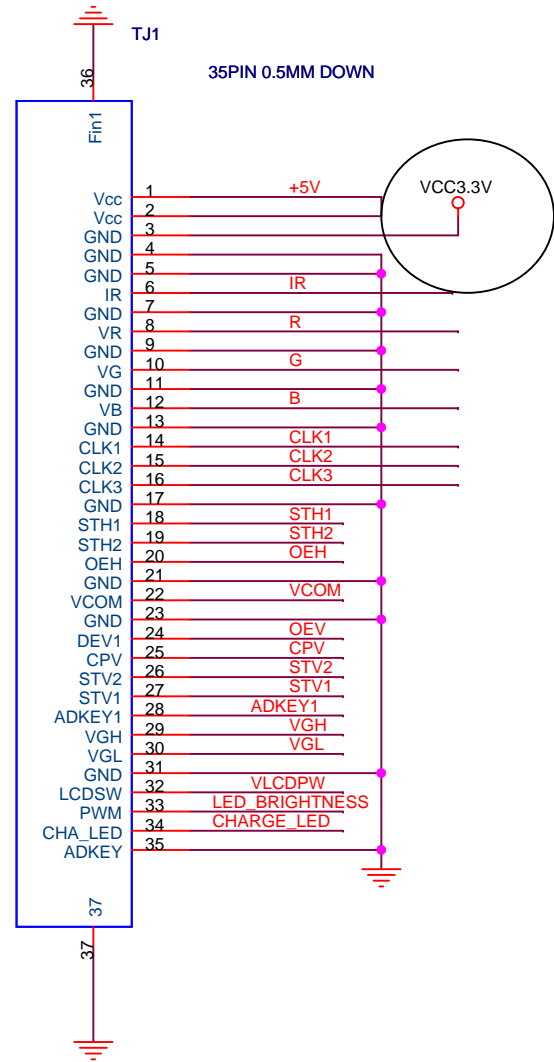 TJ1
35PIN 0.5MM DOWN
36
Fin1
Vcc 1 +5V
VCC3.3V
Vcc 2
GND 3
GND 4
GND 5
IR 6 IR
GND 7
VR 8 R
GND 9
VG 10 G
GND 11
VB 12 B
GND 13
CLK1 14 CLK1
CLK2 15 CLK2
CLK3 16 CLK3
GND 17
STH1 18 STH1
STH2 19 STH2
OEH 20 OEH
GND 21
VCOM 22 VCOM
GND 23
DEV1 24 OEV
CPV 25 CPV
STV2 26 STV2
STV1 27 STV1
ADKEY1 28 ADKEY1
VGH 29 VGH
VGL 30 VGL
GND 31
LCDSW 32 VLCDPW
PWM 33 LED_BRIGHTNESS
CHA_LED 34 CHARGE_LED
ADKEY 35
37
37